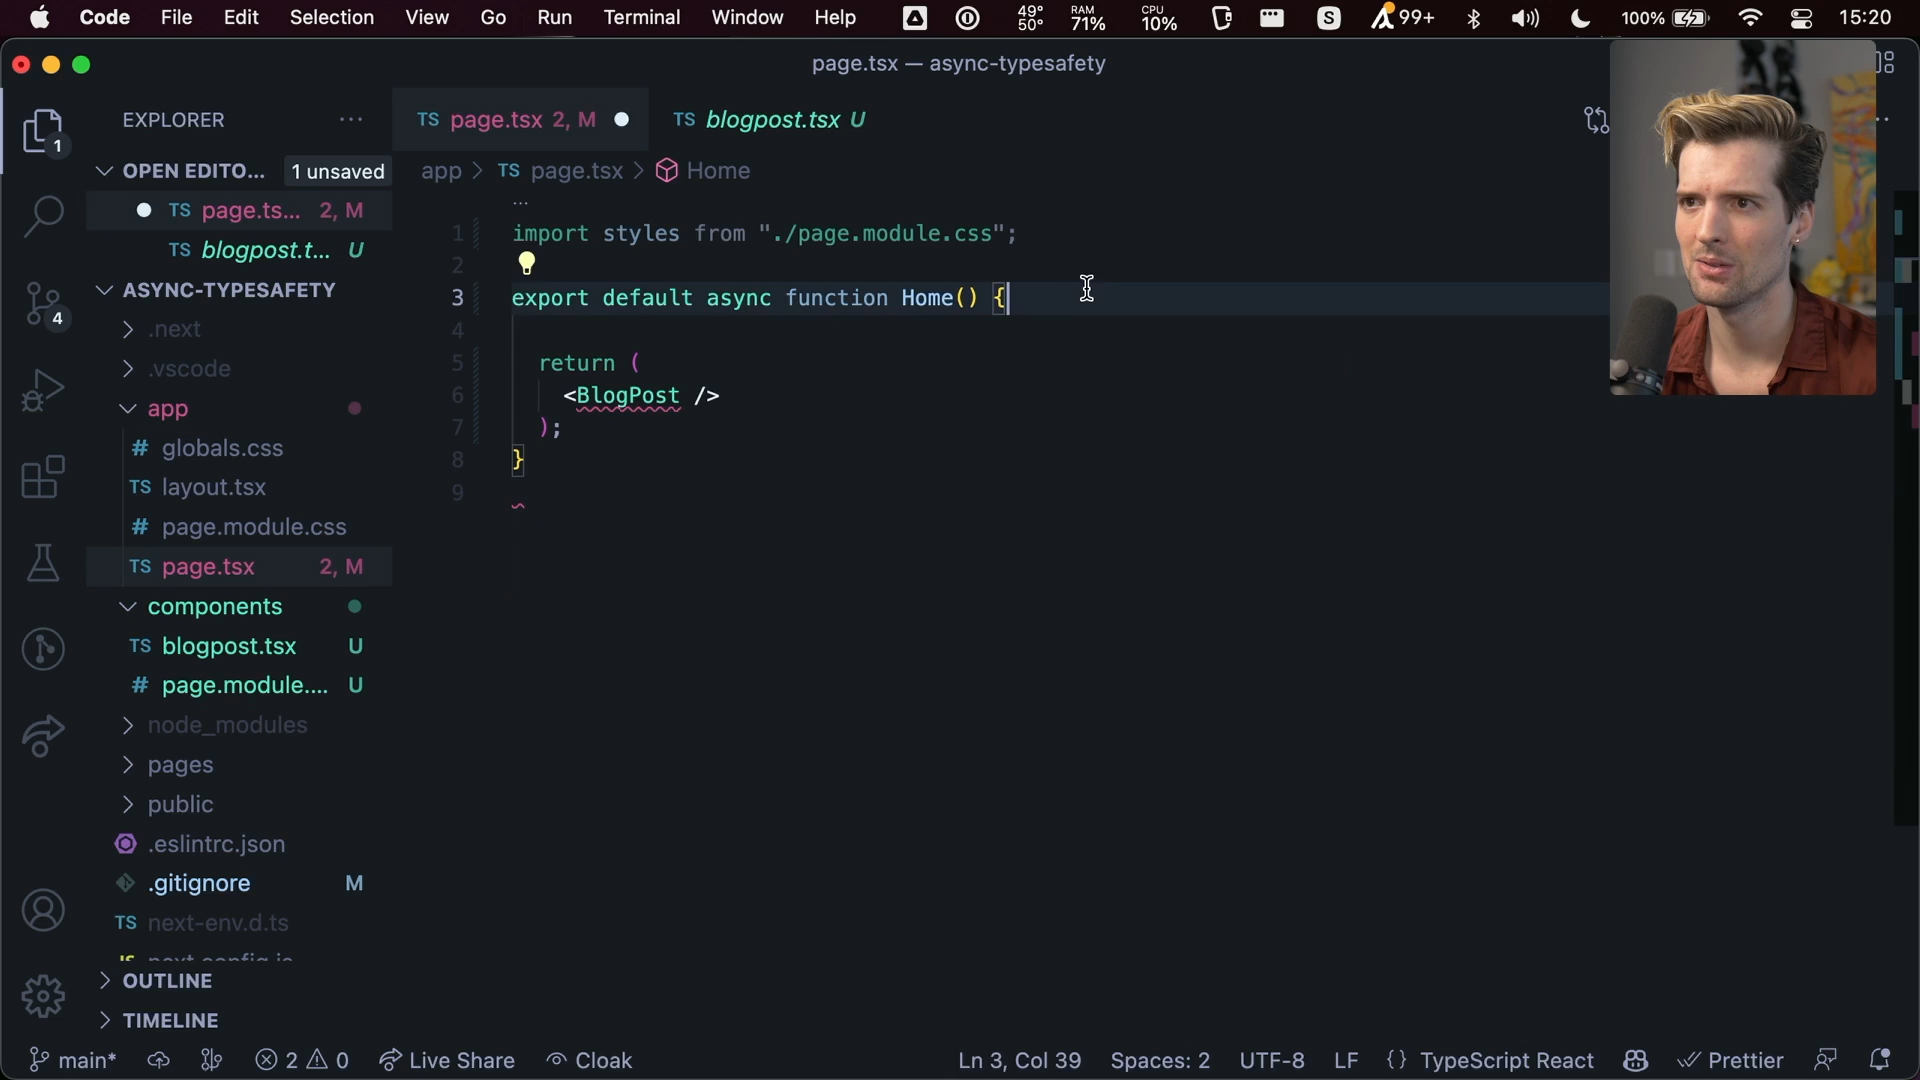 Code File Edit Selection View Go Run Terminal Window Help 49° 50° RAM 71% CPU 10% S 99+ 100% 15:20
page.tsx — async-typesafety
EXPLORER ···
TS page.tsx 2, M
TS blogpost.tsx U
OPEN EDITO... 1 unsaved
app > TS page.tsx > Home
TS page.ts... 2, M
TS blogpost.t... U
ASYNC-TYPESAFETY
.next
.vscode
app
# globals.css
TS layout.tsx
# page.module.css
TS page.tsx 2, M
components
TS blogpost.tsx U
# page.module.... U
node_modules
pages
public
.eslintrc.json
.gitignore M
TS next-env.d.ts
OUTLINE
TIMELINE
1
4
...
1 import styles from "./page.module.css";
2
3 export default async function Home() {
4
5 return (
6 <BlogPost />
7 );
8 }
9
main* 2 0 Live Share Cloak Ln 3, Col 39 Spaces: 2 UTF-8 LF {} TypeScript React Prettier